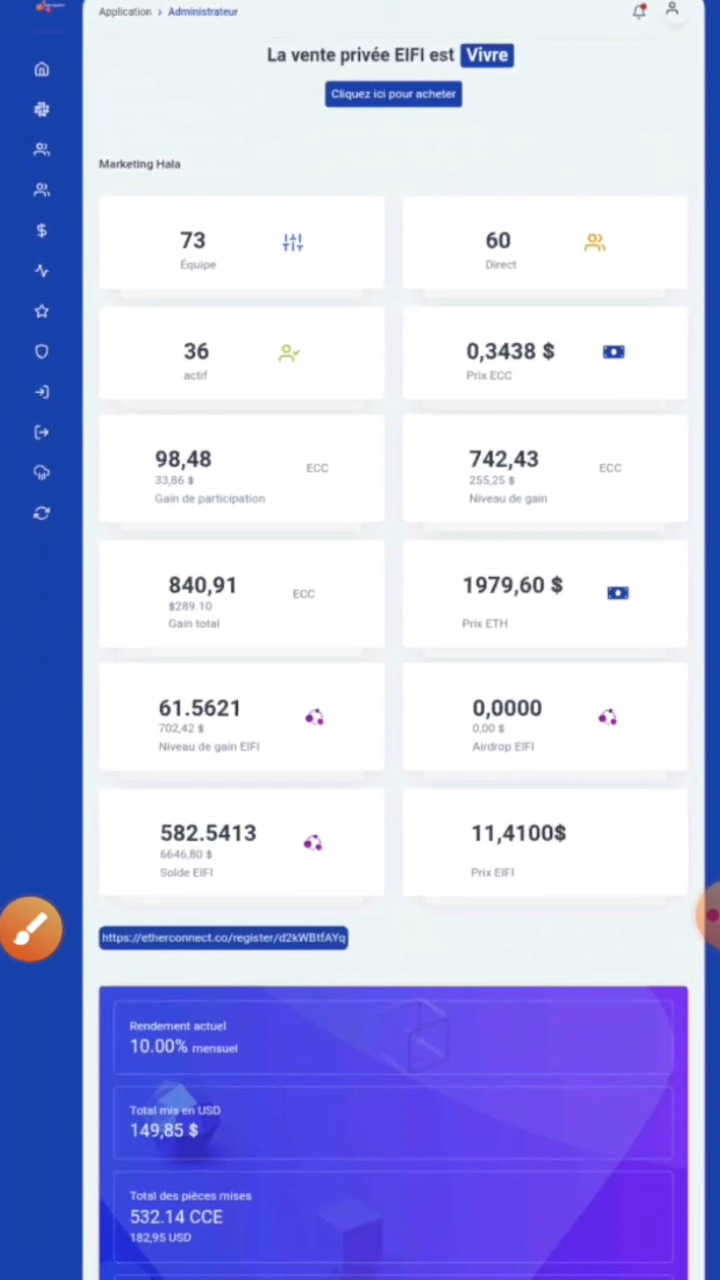 Application > Administrateur
La vente privée EIFI est Vivre
Cliquez ici pour acheter
Marketing Hala
73
Équipe
60
Direct
36
actif
0,3438 $
Prix ECC
98,48
33,86 $
Gain de participation
ECC
742,43
255,25 $
Niveau de gain
ECC
840,91
$289.10
Gain total
ECC
1979,60 $
Prix ETH
61.5621
702,42 $
Niveau de gain EIFI
0,0000
0,00 $
Airdrop EIFI
582.5413
6646,80 $
Solde EIFI
11,4100$
Prix EIFI
https://etherconnect.co/register/d2kWBtfAYq
Rendement actuel
10.00% mensuel
Total mis en USD
149,85 $
Total des pièces mises
532.14 CCE
182,95 USD